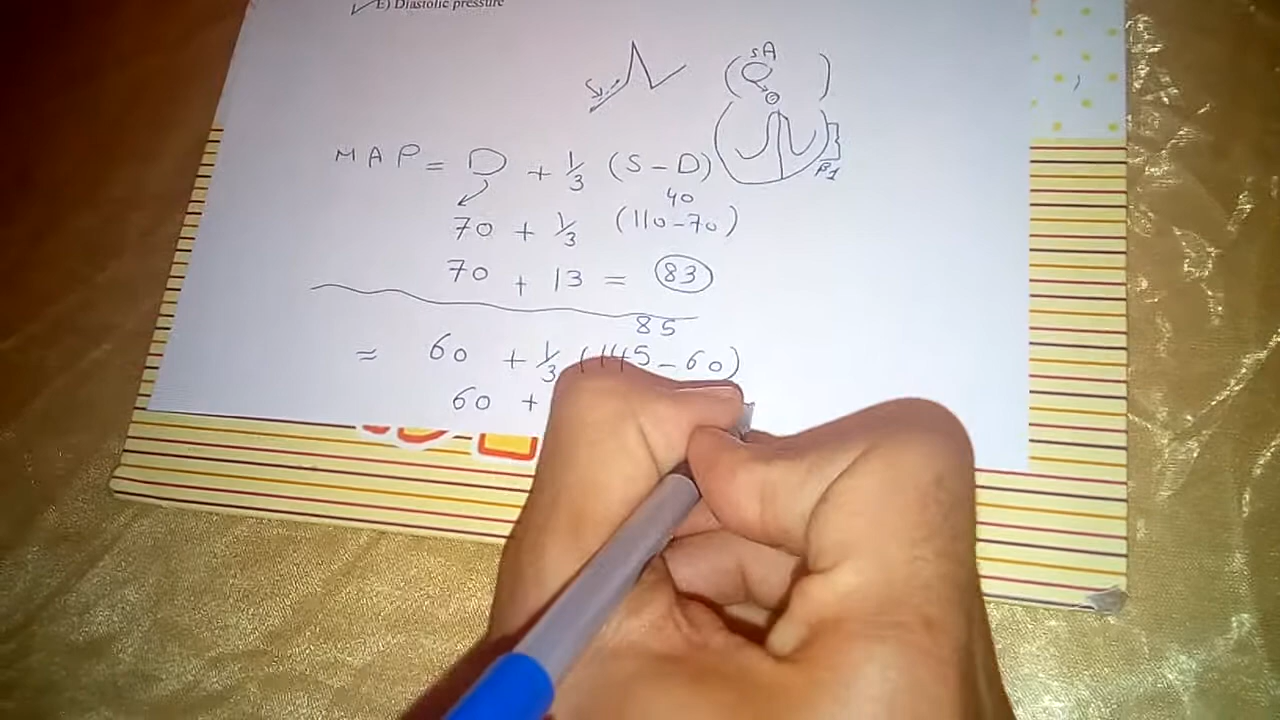 E) Diastolic pressure
SA
MAP = D + 1/3 (S - D)
β1
40
70 + 1/3 (110-70)
70 + 13 = 83
85
≈ 60 + 1/3 (145-60)
60 +